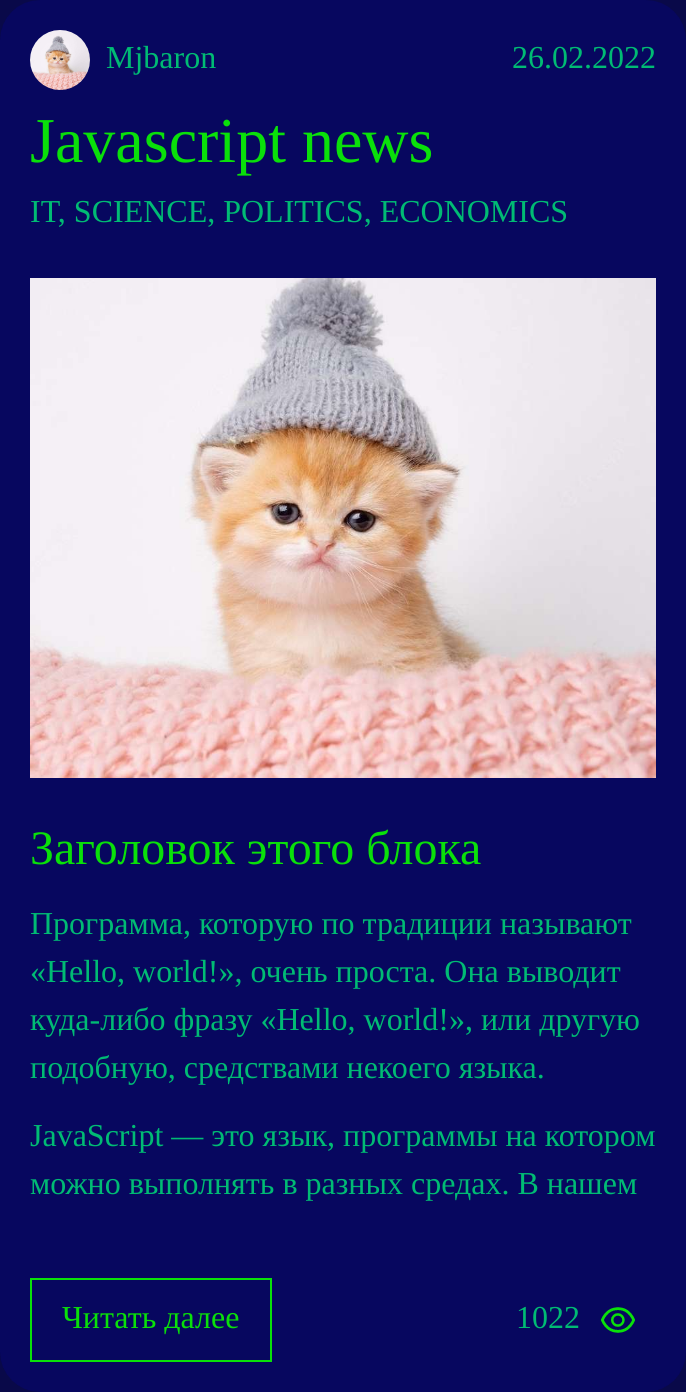 Mjbaron
26.02.2022
Javascript news
IT, SCIENCE, POLITICS, ECONOMICS
Заголовок этого блока
Программа, которую по традиции называют
«Hello, world!», очень проста. Она выводит
куда-либо фразу «Hello, world!», или другую
подобную, средствами некоего языка.
JavaScript — это язык, программы на котором
можно выполнять в разных средах. В нашем
Читать далее
1022